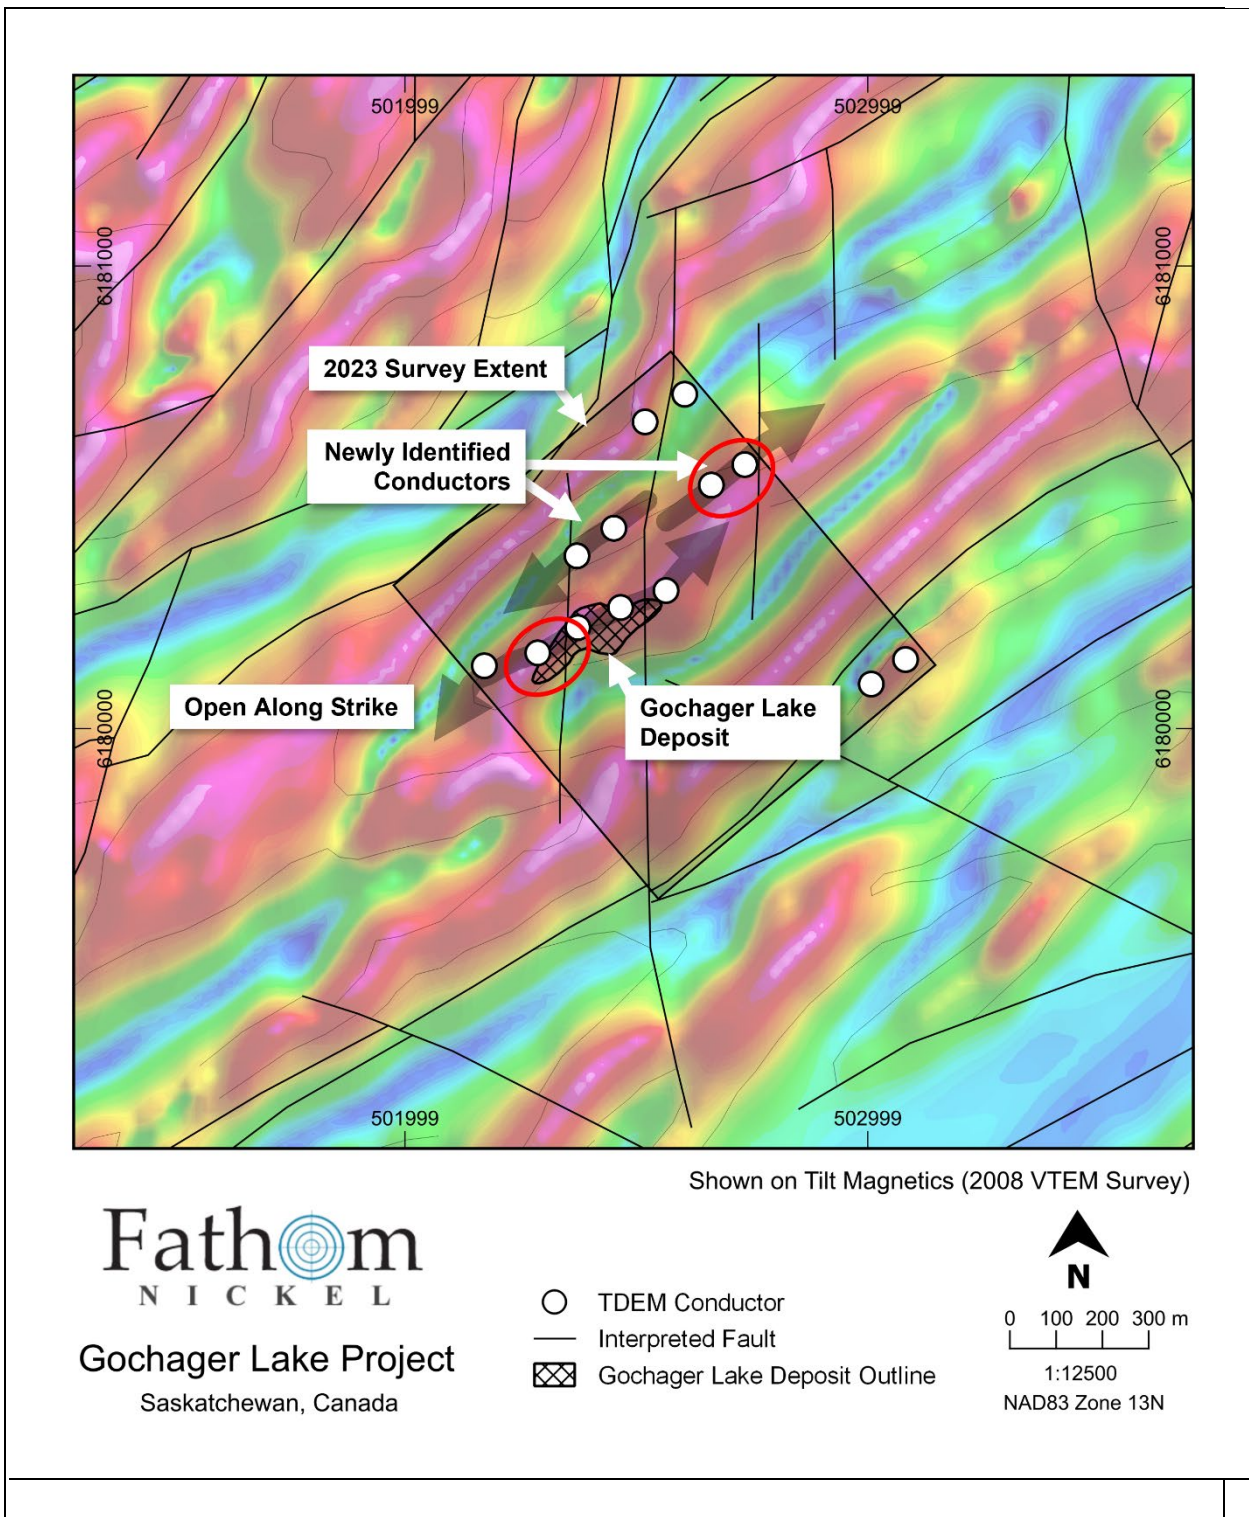 501999
502999
6181000
6181000
2023 Survey Extent
Newly Identified
Conductors
Open Along Strike
Gochager Lake
Deposit
6180000
6180000
501999
502999
Shown on Tilt Magnetics (2008 VTEM Survey)
Fathom
NICKEL
Gochager Lake Project
Saskatchewan, Canada
TDEM Conductor
Interpreted Fault
Gochager Lake Deposit Outline
N
0 100 200 300 m
1:12500
NAD83 Zone 13N